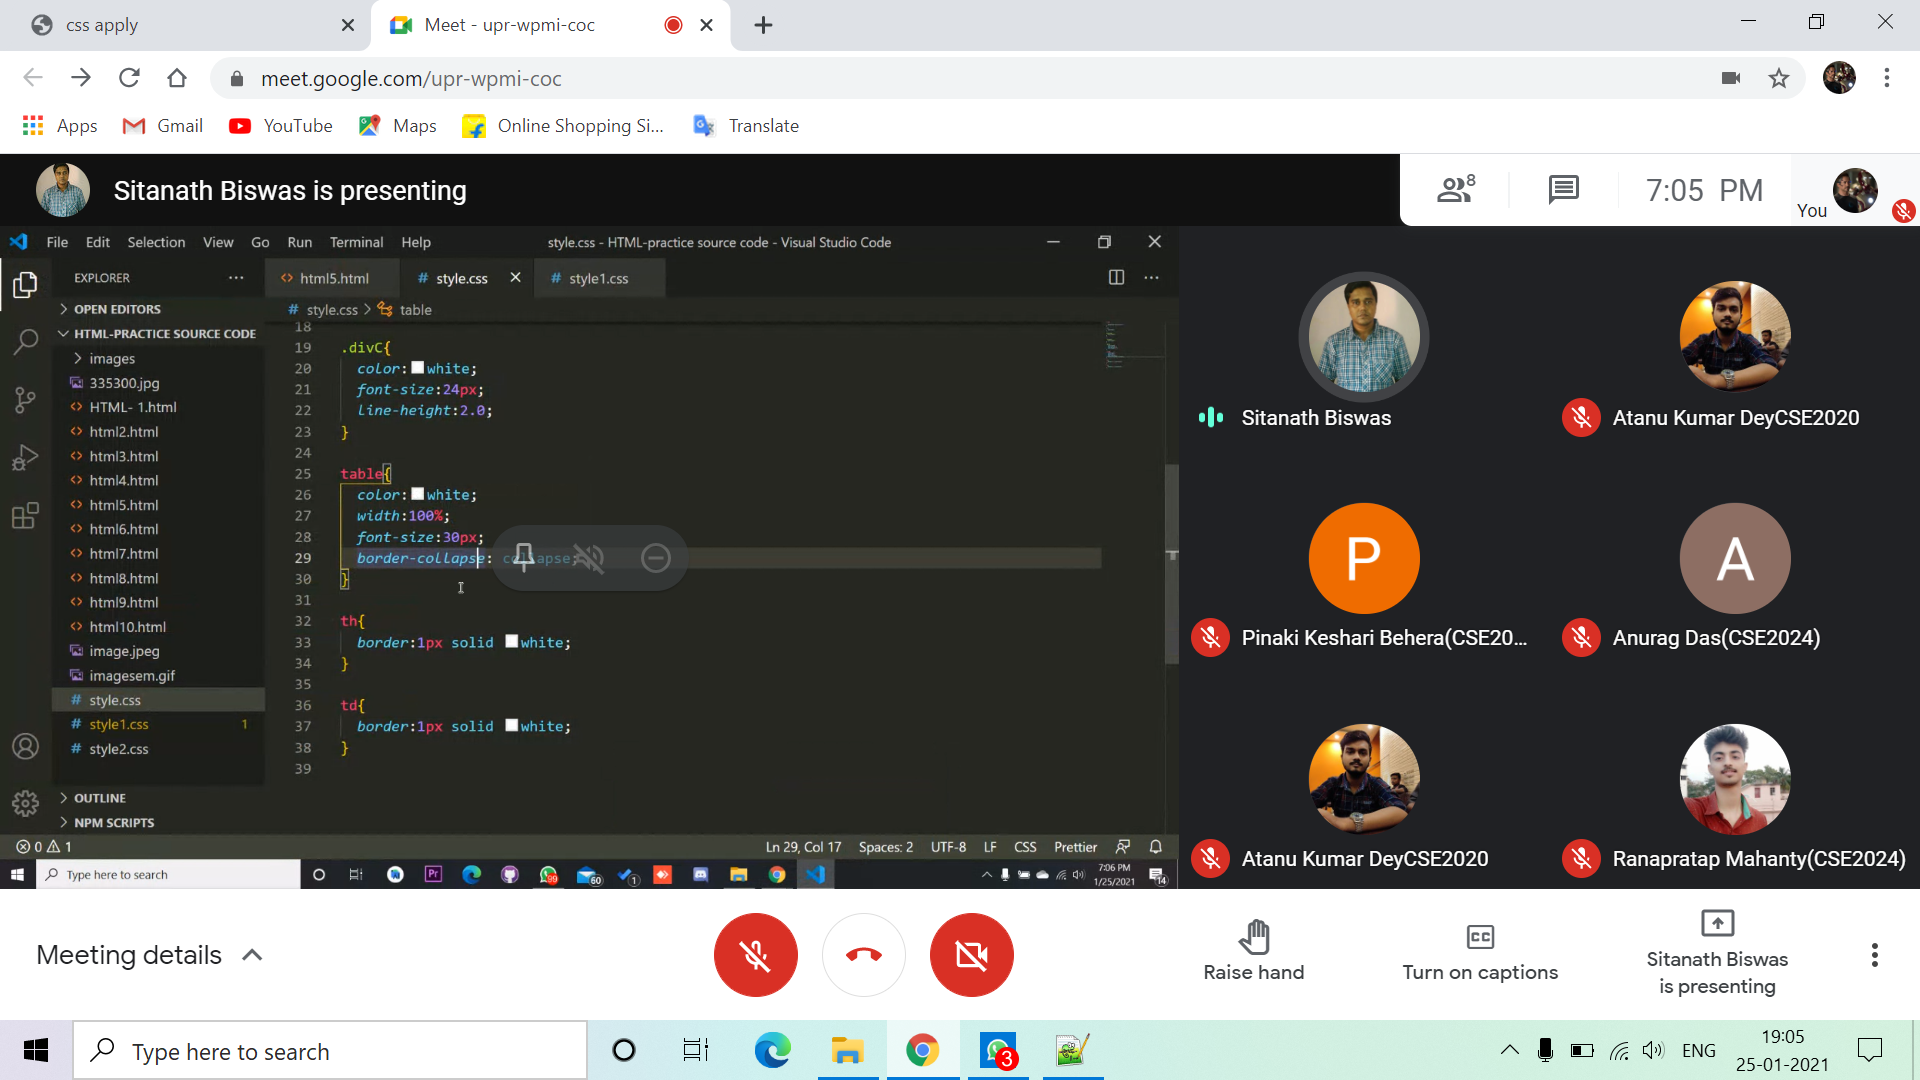 css apply
Meet - upr-wpmi-coc
meet.google.com/upr-wpmi-coc
Apps
Gmail
YouTube
Maps
Online Shopping Si...
Translate
Sitanath Biswas is presenting
8
7:05 PM
You
File Edit Selection View Go Run Terminal Help
style.css - HTML-practice source code - Visual Studio Code
EXPLORER
html5.html
# style.css
# style1.css
OPEN EDITORS
# style.css > table
HTML-PRACTICE SOURCE CODE
images
335300.jpg
HTML- 1.html
html2.html
html3.html
html4.html
html5.html
html6.html
html7.html
html8.html
html9.html
html10.html
image.jpeg
imagesem.gif
# style.css
# style1.css 1
# style2.css
OUTLINE
NPM SCRIPTS
18
19 .divC{
20 color: white;
21 font-size:24px;
22 line-height:2.0;
23 }
24
25 table{
26 color: white;
27 width:100%;
28 font-size:30px;
29 border-collapse: collapse;
30 }
31
32 th{
33 border:1px solid white;
34 }
35
36 td{
37 border:1px solid white;
38 }
39
0 1
Ln 29, Col 17 Spaces: 2 UTF-8 LF CSS Prettier
Type here to search
Pr
99
60
1
7:06 PM
1/25/2021
14
Sitanath Biswas
Atanu Kumar DeyCSE2020
P
A
Pinaki Keshari Behera(CSE20...
Anurag Das(CSE2024)
Atanu Kumar DeyCSE2020
Ranapratap Mahanty(CSE2024)
Meeting details
Raise hand
CC
Turn on captions
Sitanath Biswas
is presenting
Type here to search
3
ENG
19:05
25-01-2021